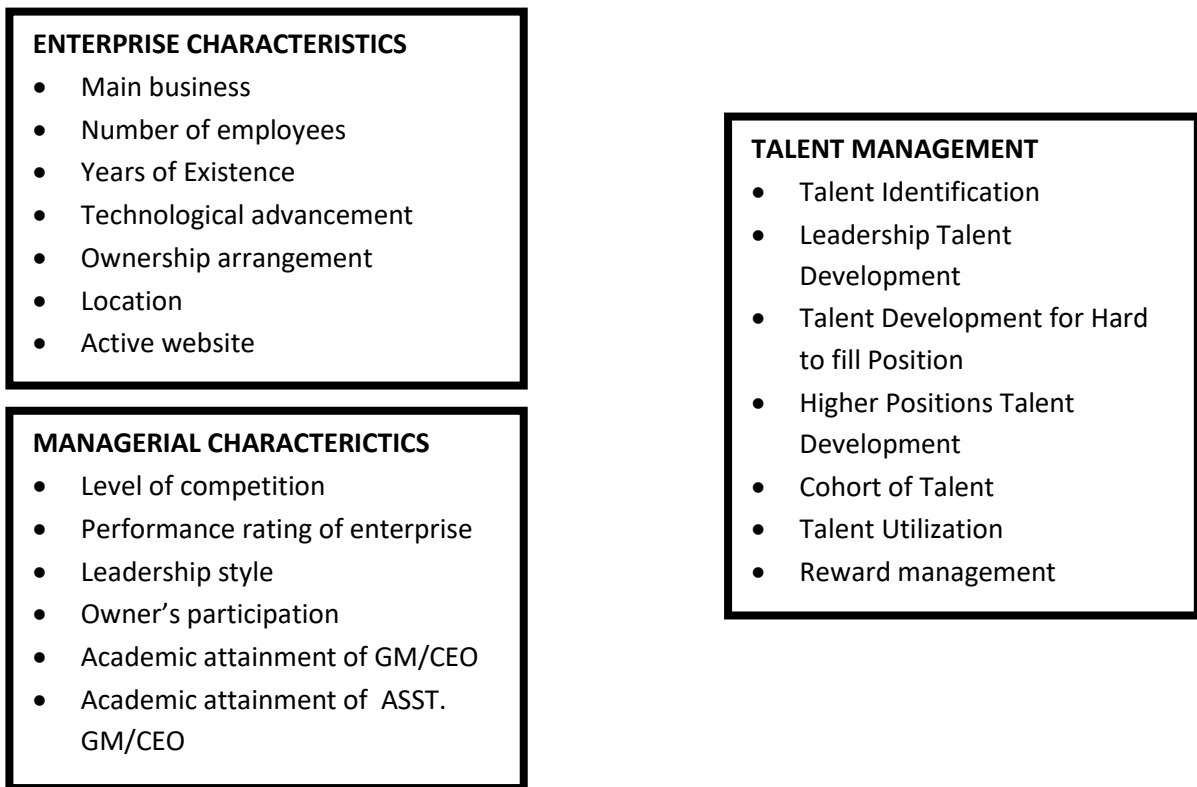 ENTERPRISE CHARACTERISTICS
• Main business
• Number of employees
• Years of Existence
• Technological advancement
• Ownership arrangement
• Location
• Active website
MANAGERIAL CHARACTERICTICS
• Level of competition
• Performance rating of enterprise
• Leadership style
• Owner’s participation
• Academic attainment of GM/CEO
• Academic attainment of ASST.
GM/CEO
TALENT MANAGEMENT
• Talent Identification
• Leadership Talent
Development
• Talent Development for Hard
to fill Position
• Higher Positions Talent
Development
• Cohort of Talent
• Talent Utilization
• Reward management